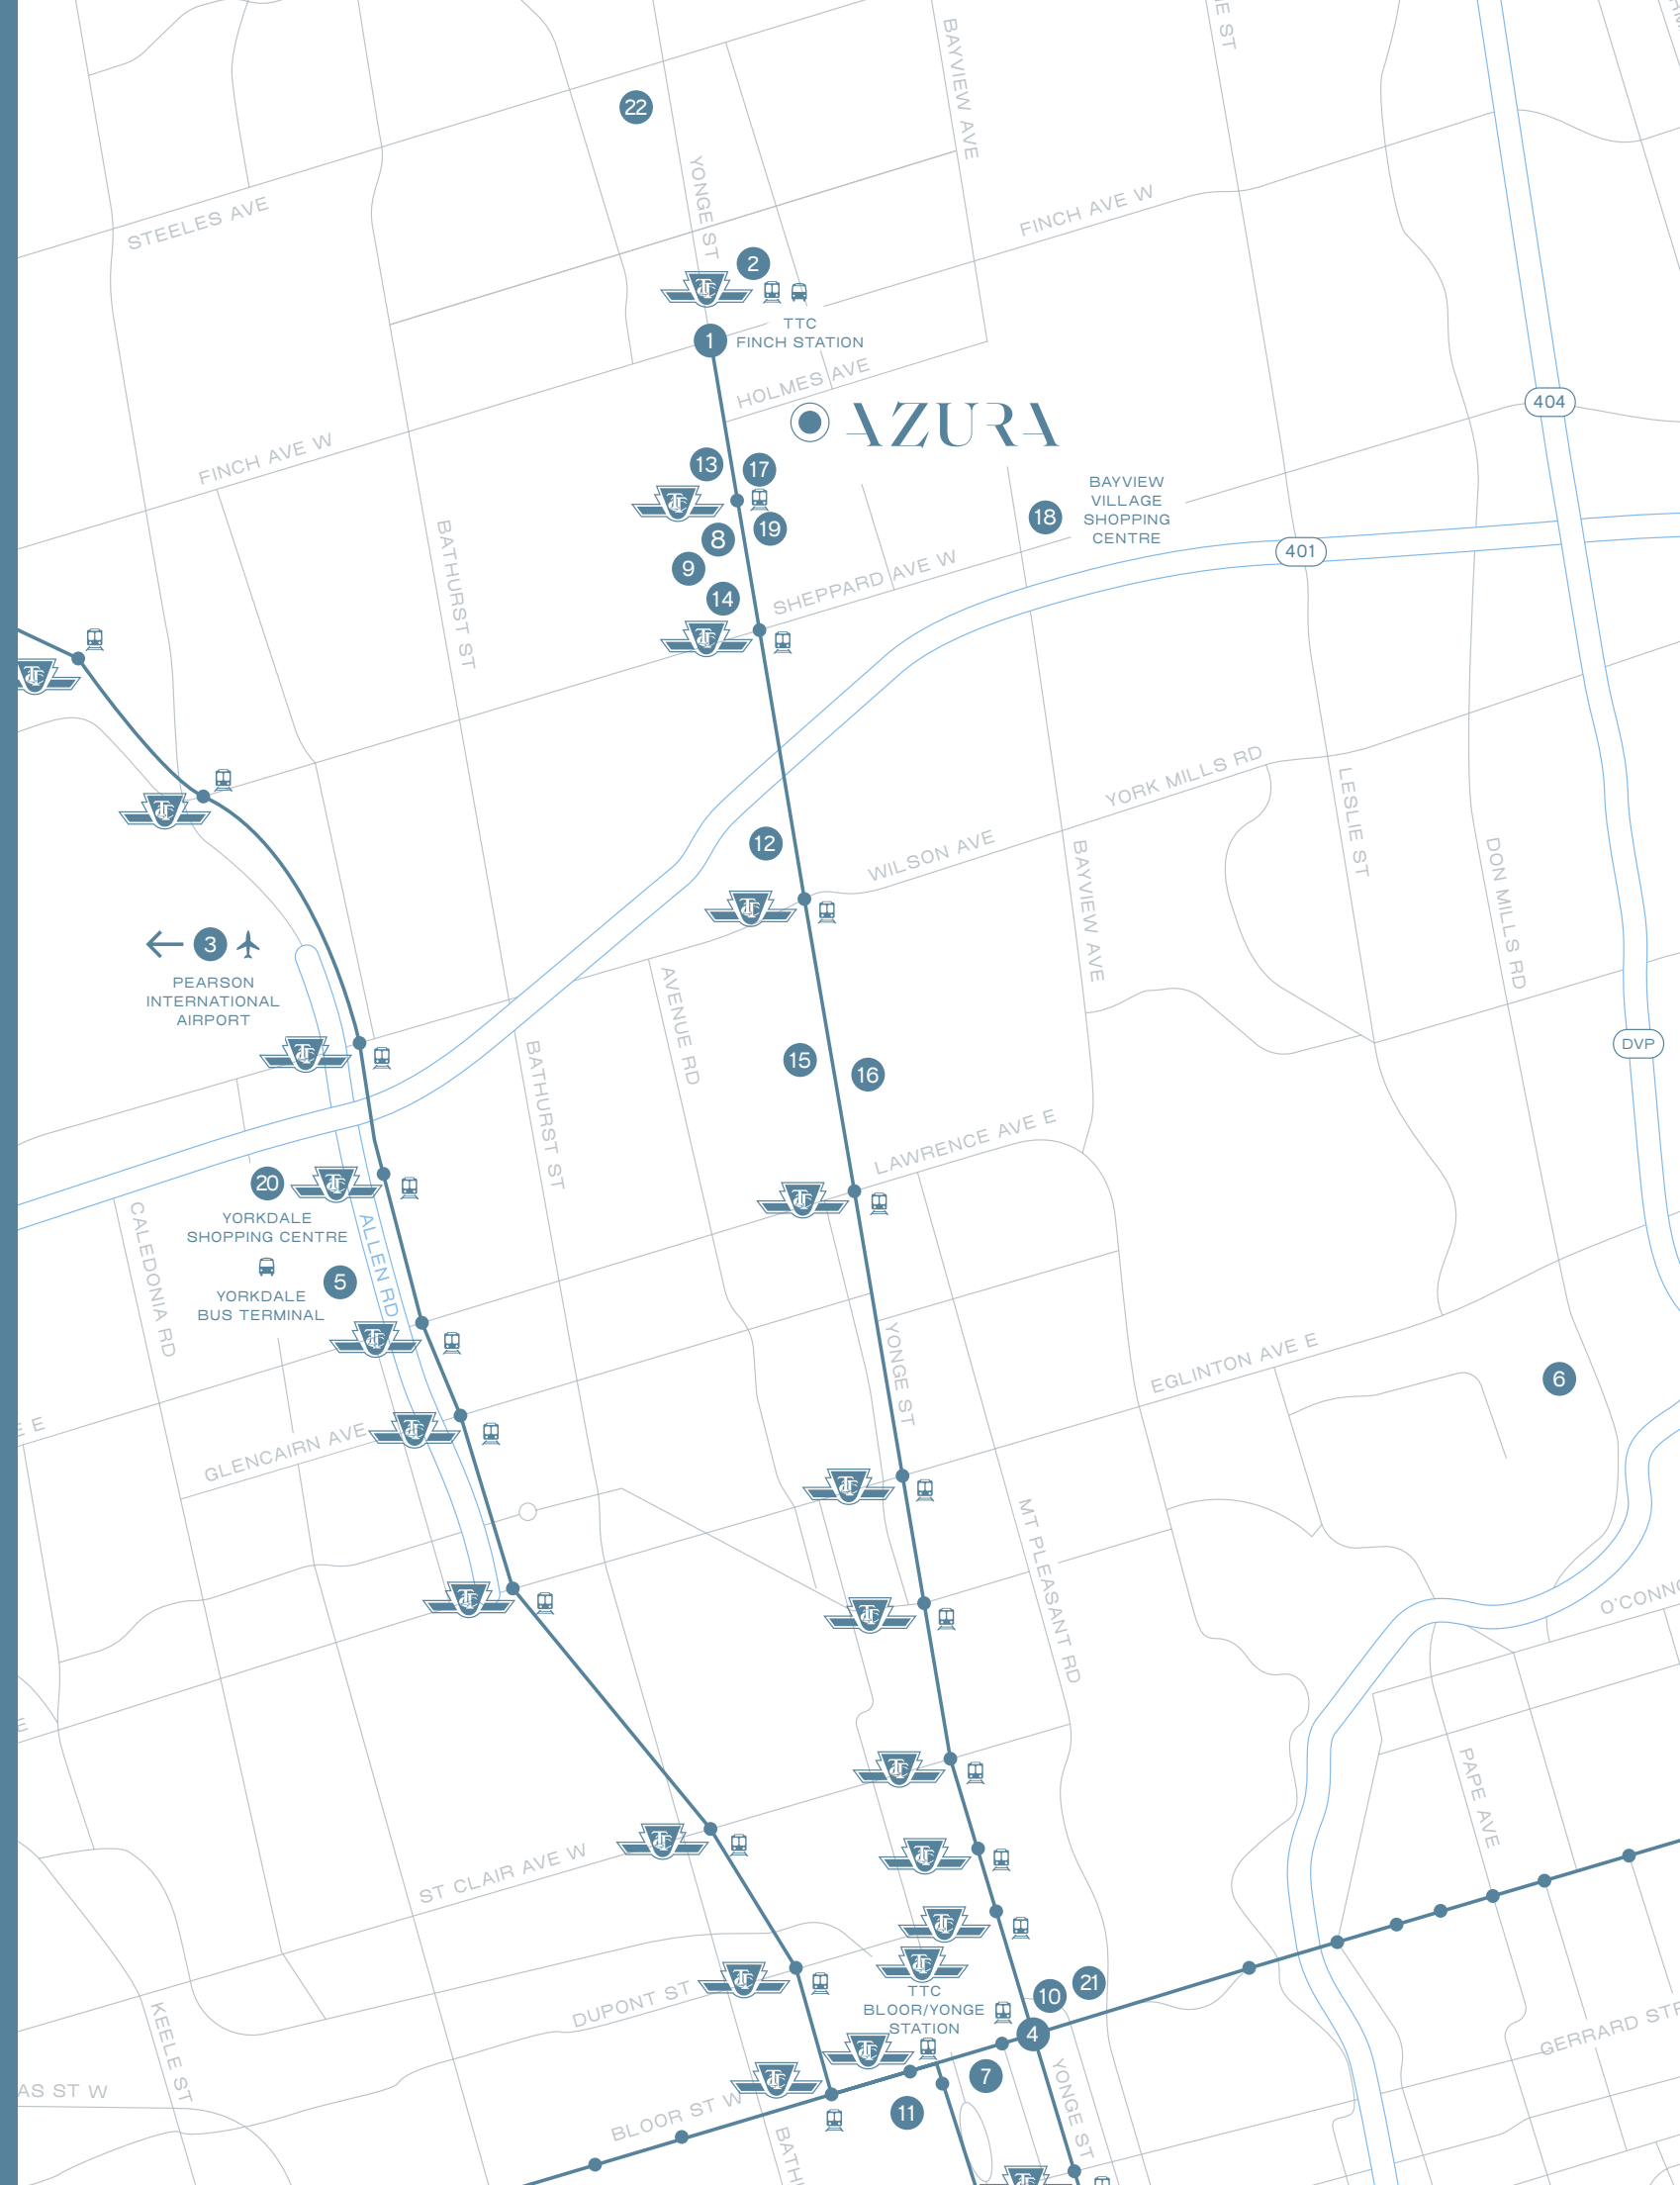 BAYVIEW AVE
E ST
22
YONGE ST
STEELES AVE
FINCH AVE W
2
1
TTC
FINCH STATION
HOLMES AVE
AZURA
404
FINCH AVE W
13
17
BAYVIEW
VILLAGE
SHOPPING
CENTRE
18
19
8
9
401
BATHURST ST
SHEPPARD AVE W
14
YORK MILLS RD
LESLIE ST
12
WILSON AVE
BAYVIEW AVE
DON MILLS RD
3
PEARSON
INTERNATIONAL
AIRPORT
AVENUE RD
DVP
15
16
BATHURST ST
LAWRENCE AVE E
20
YORKDALE
SHOPPING CENTRE
CALEDONIA RD
ALLEN RD
5
YORKDALE
BUS TERMINAL
YONGE ST
EGLINTON AVE E
6
E E
GLENCAIRN AVE
MT PLEASANT RD
O'CONNO
E
PAPE AVE
ST CLAIR AVE W
DUPONT ST
TTC
BLOOR/YONGE
STATION
10
21
4
KEELE ST
GERRARD STR
7
YONGE ST
AS ST W
BLOOR ST W
11
BATH